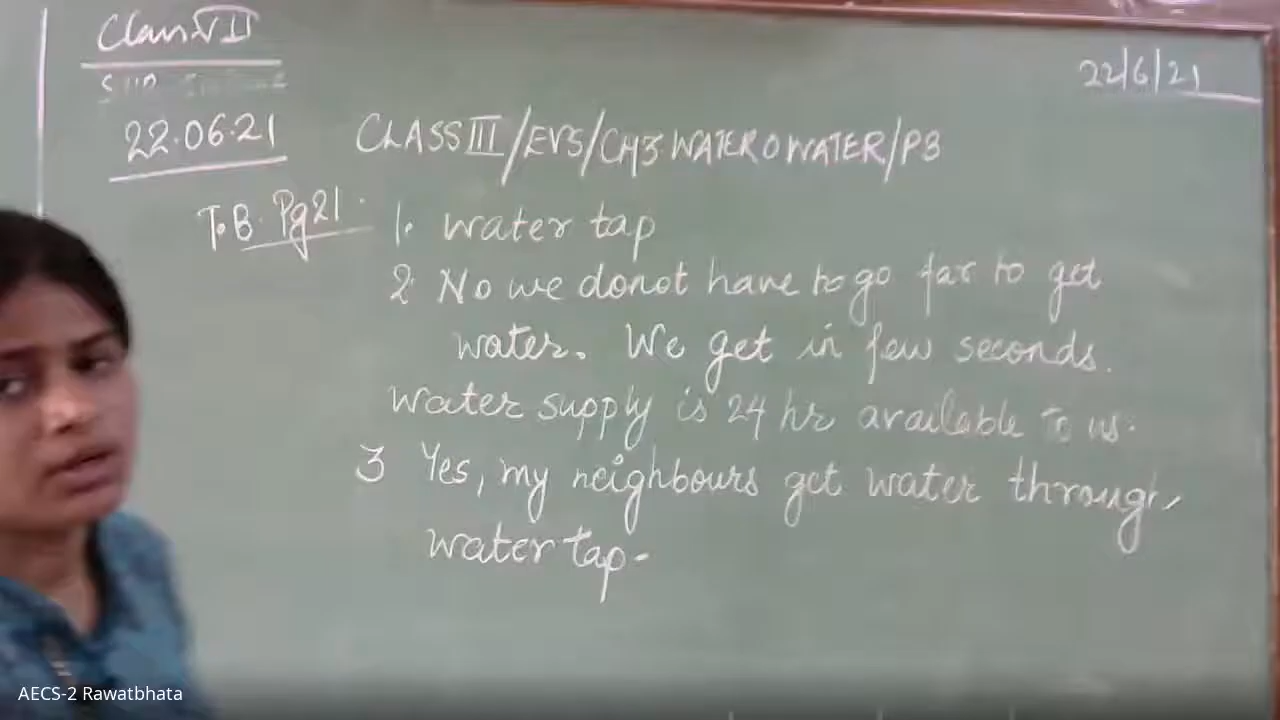 Class VII
22/6/21
22.06.21
CLASS III/EVS/CH3 WATER O WATER/P3
T.B. Pg21.
1. water tap
2 No we donot have to go far to get
water. We get in few seconds.
Water supply is 24 hr available to us.
3 Yes, my neighbours get water through
water tap.
AECS-2 Rawatbhata